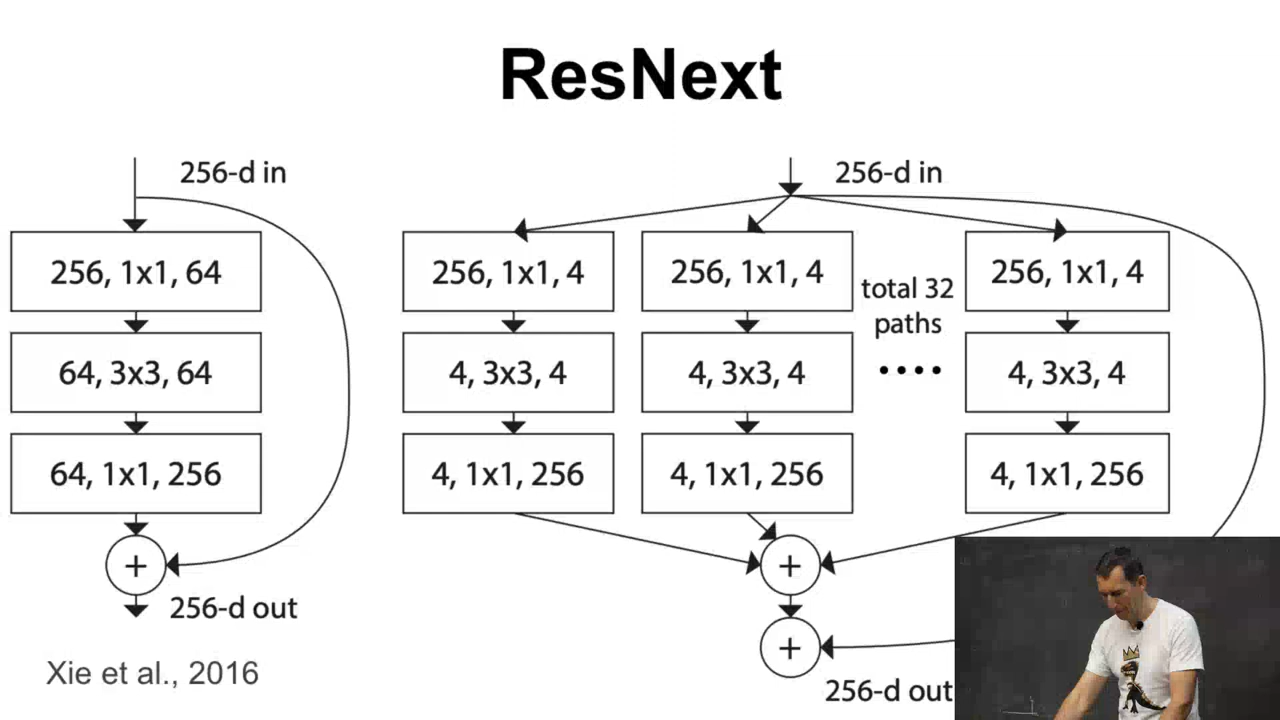 ResNext
256-d in
256, 1x1, 64
64, 3x3, 64
64, 1x1, 256
+
256-d out
256-d in
256, 1x1, 4
256, 1x1, 4
total 32
paths
256, 1x1, 4
4, 3x3, 4
4, 3x3, 4
....
4, 3x3, 4
4, 1x1, 256
4, 1x1, 256
4, 1x1, 256
+
+
256-d out
Xie et al., 2016